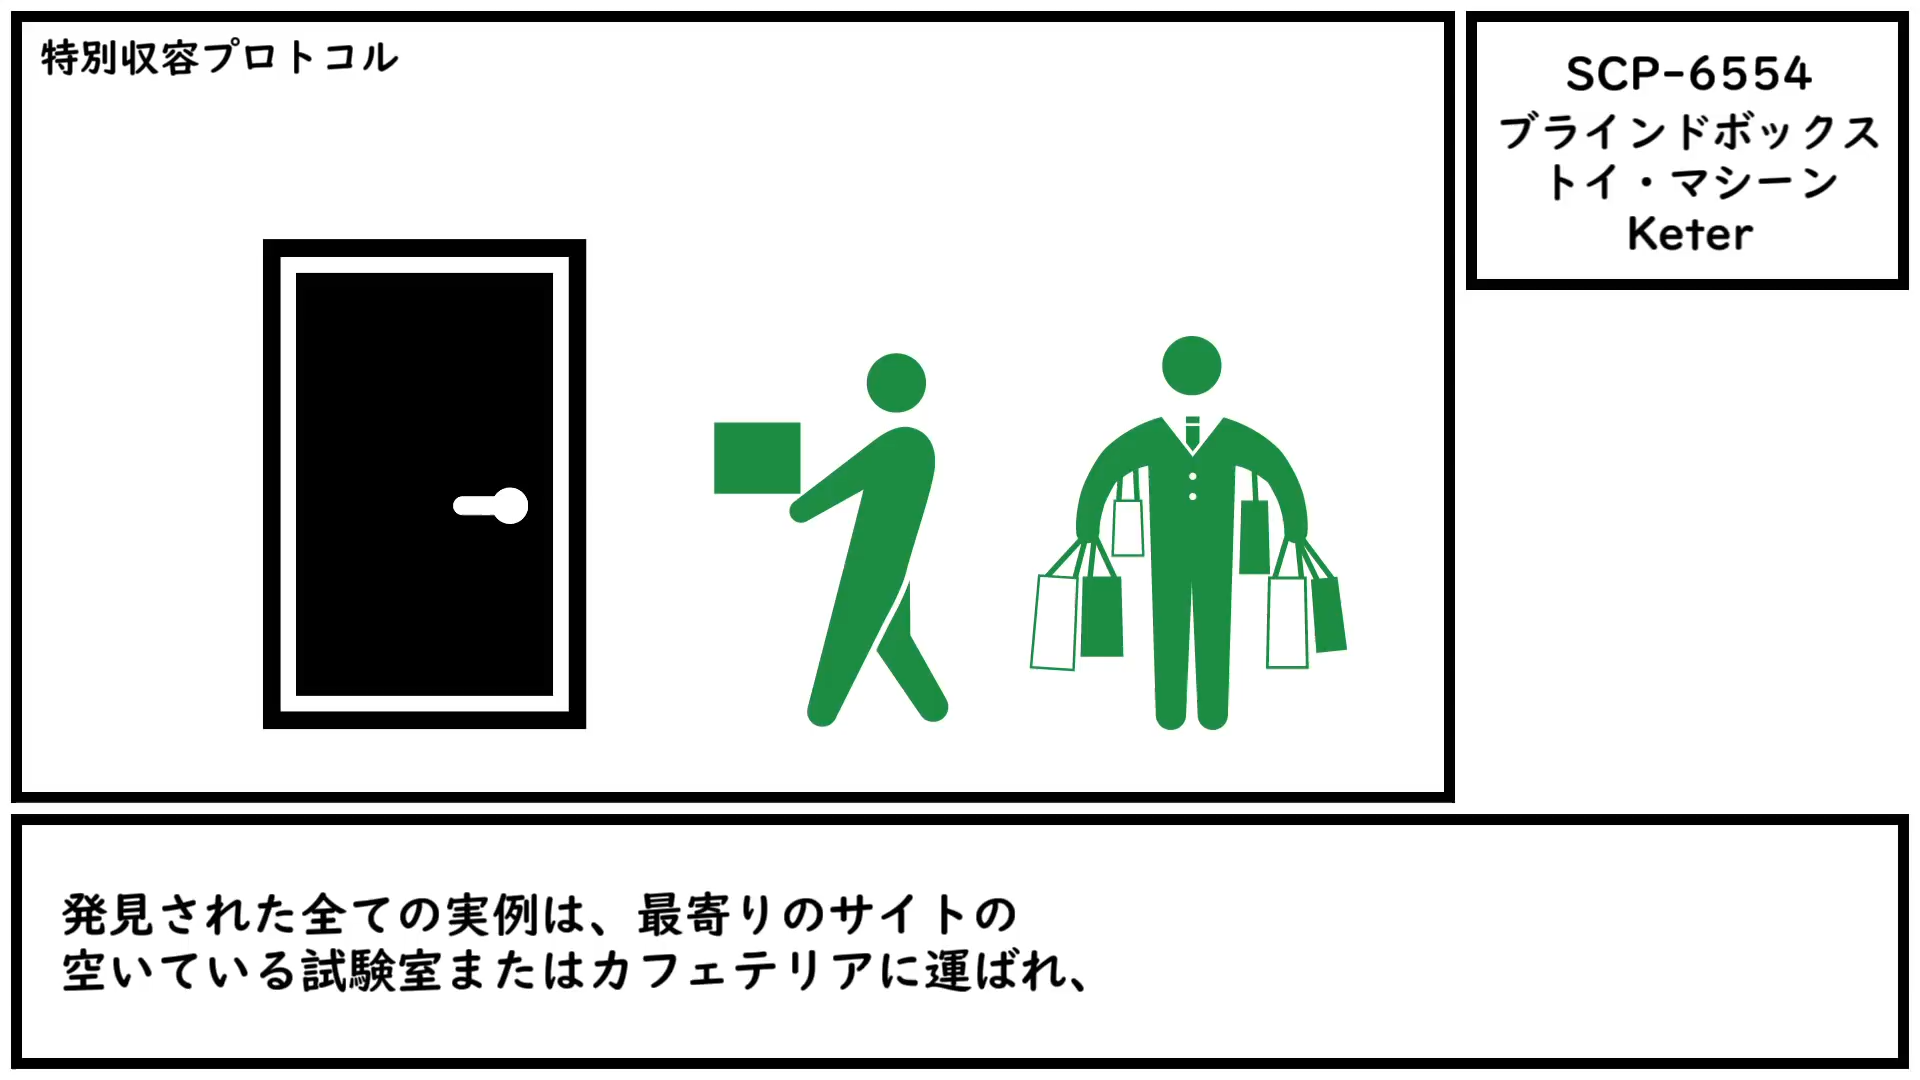 特別収容プロトコル
SCP-6554
ブラインドボックス
トイ・マシーン
Keter
発見された全ての実例は、最寄りのサイトの
空いている試験室またはカフェテリアに運ばれ、